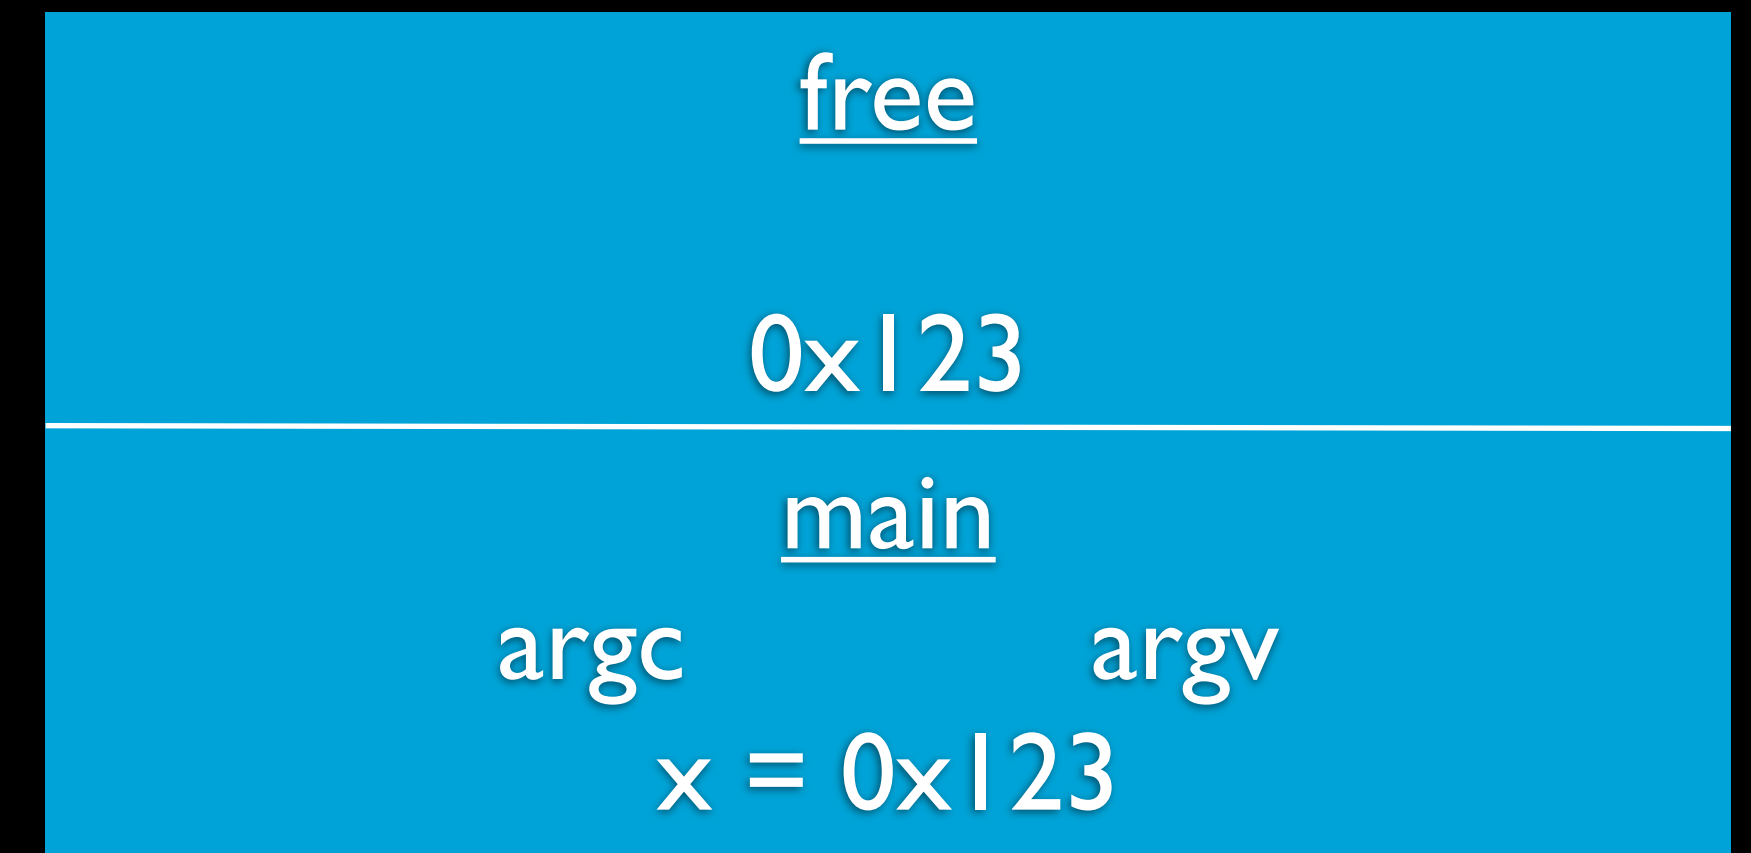 free
0x123
main
argc argv
x = 0x123